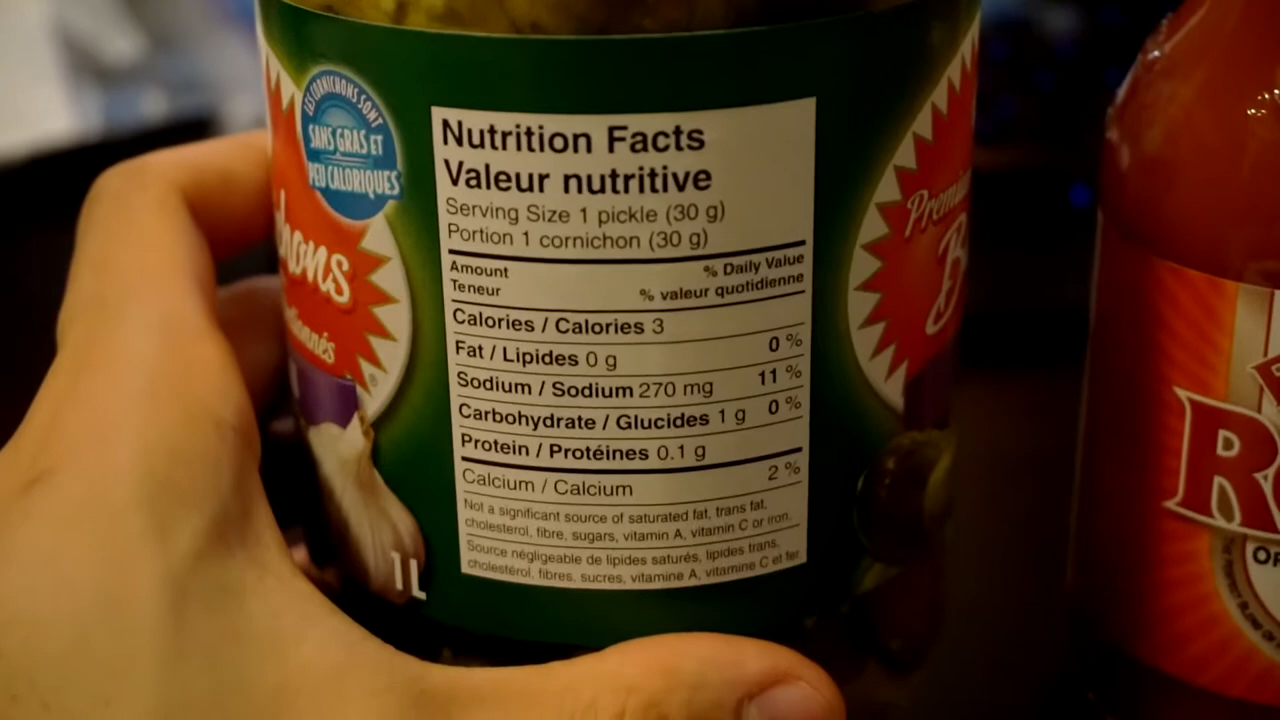 LES CORNICHONS SONT
SANS GRAS ET
PEU CALORIQUES
1L
Nutrition Facts
Valeur nutritive
Serving Size 1 pickle (30 g)
Portion 1 cornichon (30 g)
Amount % Daily Value
Teneur % valeur quotidienne
Calories / Calories 3
Fat / Lipides 0 g 0 %
Sodium / Sodium 270 mg 11 %
Carbohydrate / Glucides 1 g 0 %
Protein / Protéines 0.1 g
Calcium / Calcium 2 %
Not a significant source of saturated fat, trans fat,
cholesterol, fibre, sugars, vitamin A, vitamin C or iron.
Source négligeable de lipides saturés, lipides trans,
cholestérol, fibres, sucres, vitamine A, vitamine C et fer.